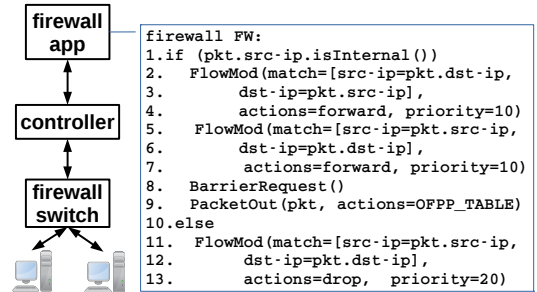 firewall
app
controller
firewall
switch
firewall FW:
1.if (pkt.src-ip.isInternal())
2. FlowMod(match=[src-ip=pkt.dst-ip,
3. dst-ip=pkt.src-ip],
4. actions=forward, priority=10)
5. FlowMod(match=[src-ip=pkt.src-ip,
6. dst-ip=pkt.dst-ip],
7. actions=forward, priority=10)
8. BarrierRequest()
9. PacketOut(pkt, actions=OFPP_TABLE)
10.else
11. FlowMod(match=[src-ip=pkt.src-ip,
12. dst-ip=pkt.dst-ip],
13. actions=drop, priority=20)